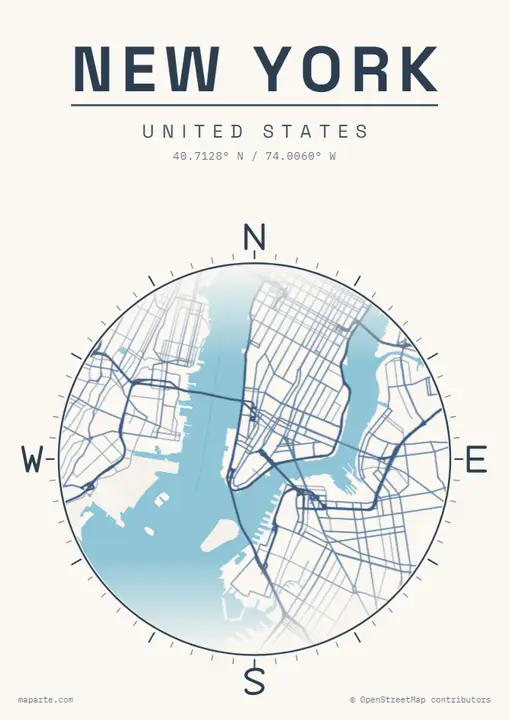 NEW YORK
UNITED STATES
40.7128° N / 74.0060° W
N
W
E
S
maparte.com
© OpenStreetMap contributors